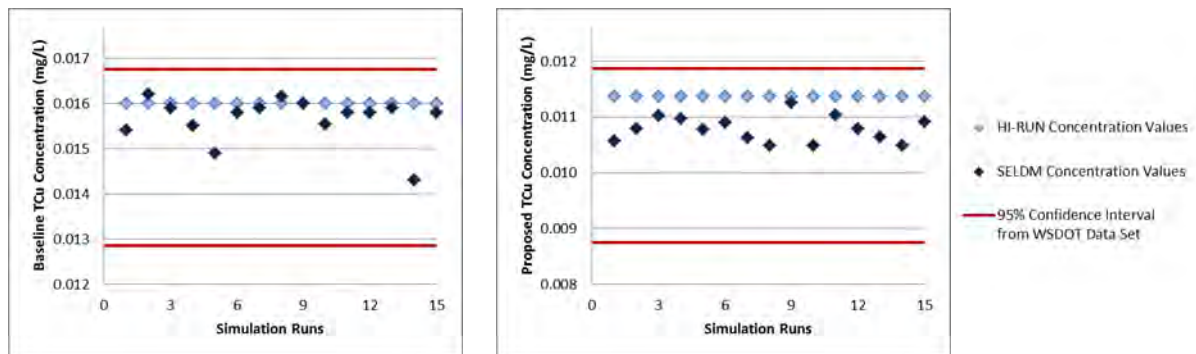 Baseline TCu Concentration (mg/L)
0.017
0.016
0.015
0.014
0.013
0.012
0 3 6 9 12 15
Simulation Runs
Proposed TCu Concentration (mg/L)
0.012
0.011
0.010
0.009
0.008
0 3 6 9 12 15
Simulation Runs
HI-RUN Concentration Values
SELDM Concentration Values
95% Confidence Interval
from WSDOT Data Set